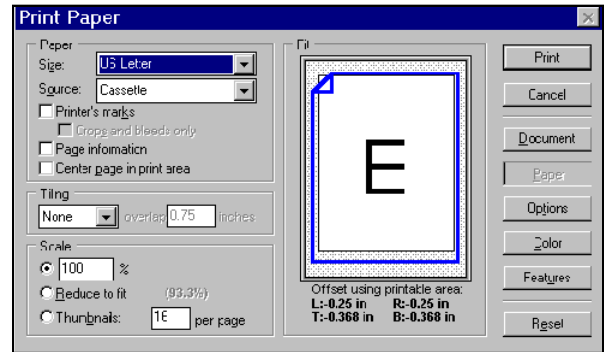 Print Paper
Paper
Size: US Letter
Source: Cassette
Printer's marks
Crops and bleeds only
Page information
Center page in print area
Tiling
None overlap 0.75 inches
Scale
100 %
Reduce to fit (93.3%)
Thumbnails: 16 per page
Fit
E
Offset using printable area:
L:-0.25 in R:-0.25 in
T:-0.368 in B:-0.368 in
Print
Cancel
Document
Paper
Options
Color
Features
Reset